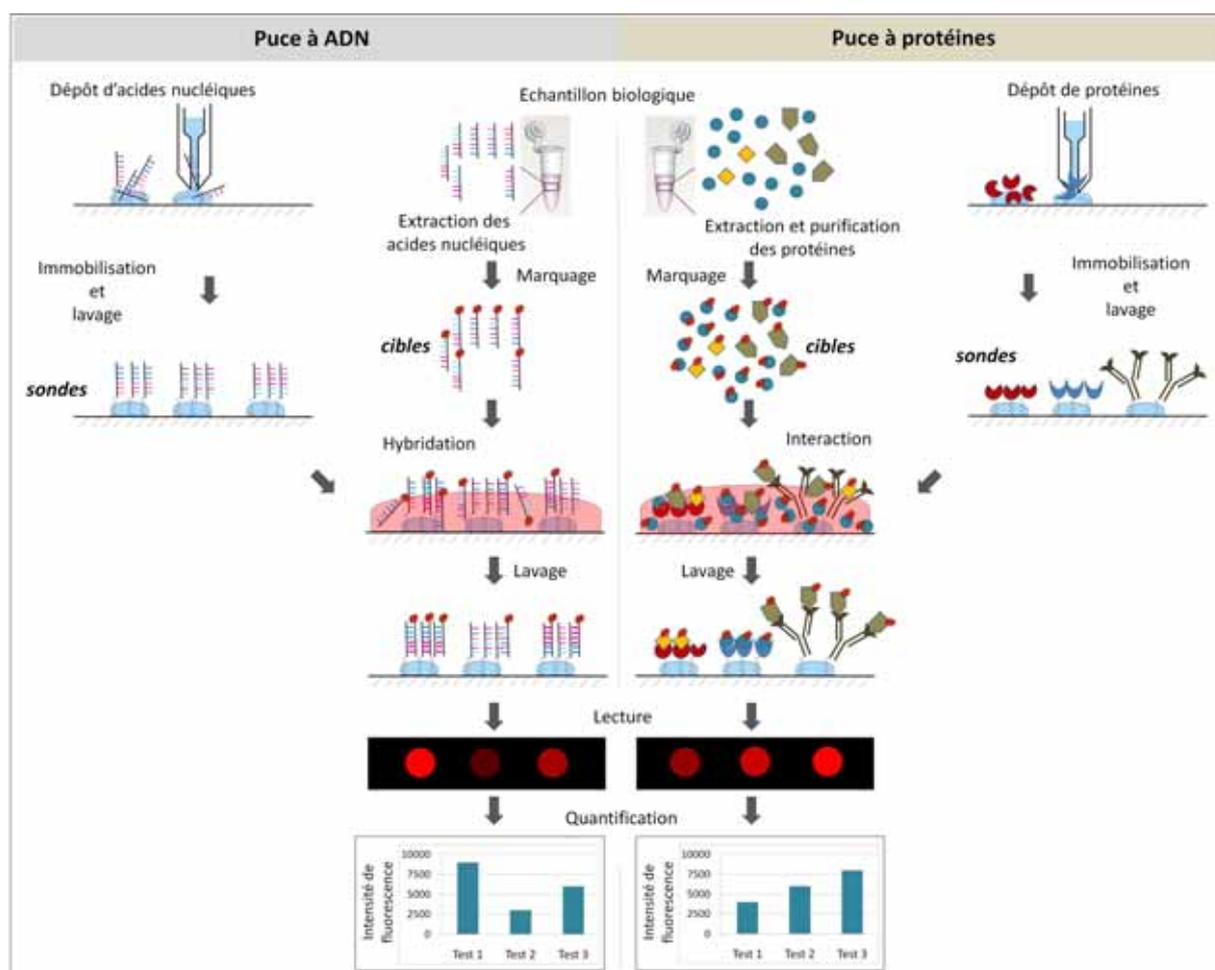 Puce à ADN
Puce à protéines
Dépôt d'acides nucléiques
Echantillon biologique
Dépôt de protéines
Extraction des
acides nucléiques
Extraction et purification
des protéines
Immobilisation
et
lavage
Marquage
Marquage
Immobilisation
et
lavage
sondes
cibles
cibles
sondes
Hybridation
Interaction
Lavage
Lavage
Lecture
Quantification
Intensité de
fluorescence
10000
7500
5000
2500
0
Test 1
Test 2
Test 3
Intensité de
fluorescence
10000
7500
5000
2500
0
Test 1
Test 2
Test 3